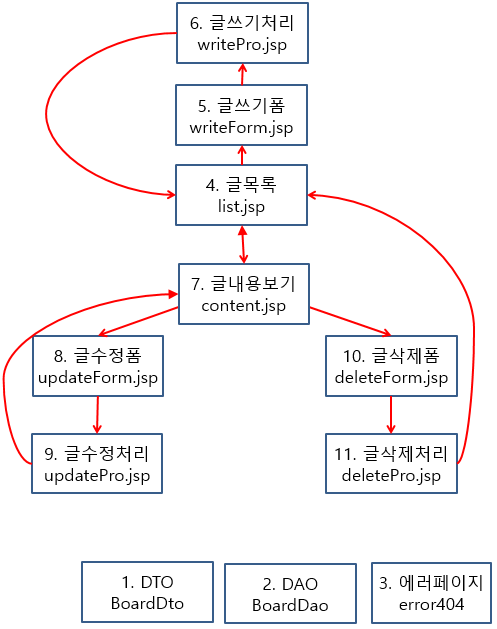 6. 글쓰기처리
writePro.jsp
5. 글쓰기폼
writeForm.jsp
4. 글목록
list.jsp
7. 글내용보기
content.jsp
8. 글수정폼
updateForm.jsp
10. 글삭제폼
deleteForm.jsp
9. 글수정처리
updatePro.jsp
11. 글삭제처리
deletePro.jsp
1. DTO
BoardDto
2. DAO
BoardDao
3. 에러페이지
error404